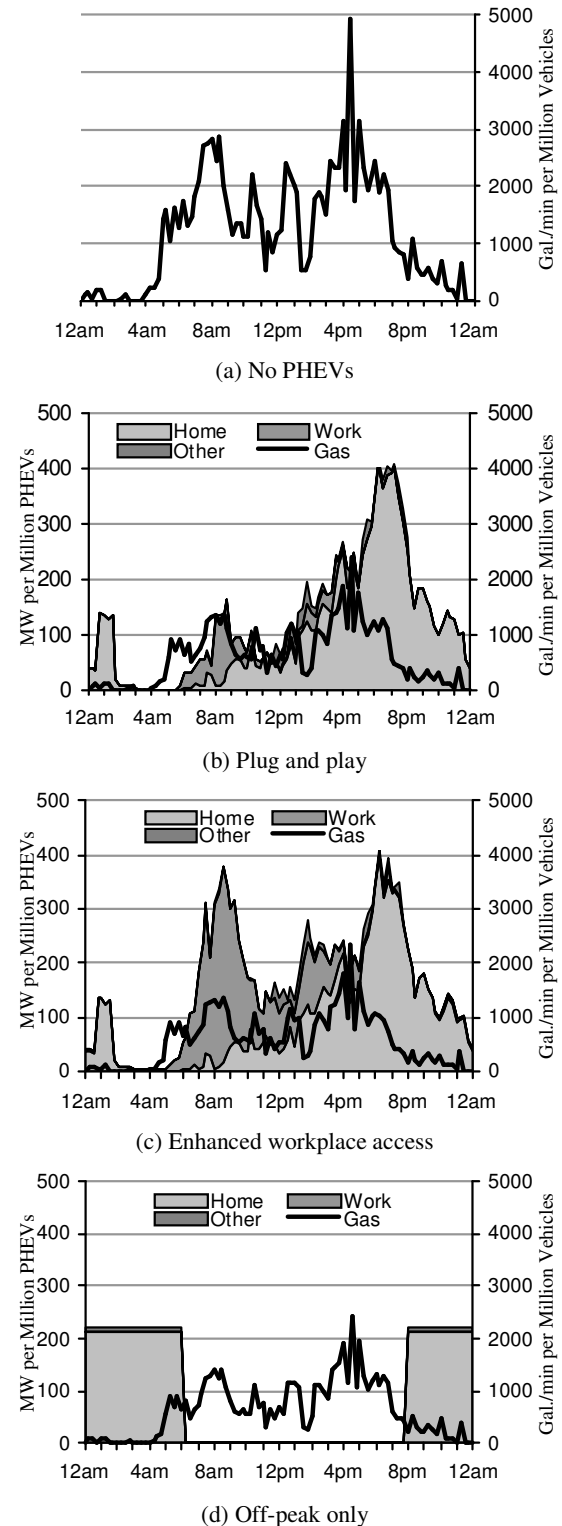 5000
4000
3000
2000
1000
0
Gal./min per Million Vehicles
12am 4am 8am 12pm 4pm 8pm 12am
(a) No PHEVs
500 5000
400 4000
300 3000
200 2000
100 1000
0 0
MW per Million PHEVs
Gal./min per Million Vehicles
Home Work
Other Gas
12am 4am 8am 12pm 4pm 8pm 12am
(b) Plug and play
500 5000
400 4000
300 3000
200 2000
100 1000
0 0
MW per Million PHEVs
Gal./min per Million Vehicles
Home Work
Other Gas
12am 4am 8am 12pm 4pm 8pm 12am
(c) Enhanced workplace access
500 5000
400 4000
300 3000
200 2000
100 1000
0 0
MW per Million PHEVs
Gal./min per Million Vehicles
Home Work
Other Gas
12am 4am 8am 12pm 4pm 8pm 12am
(d) Off-peak only